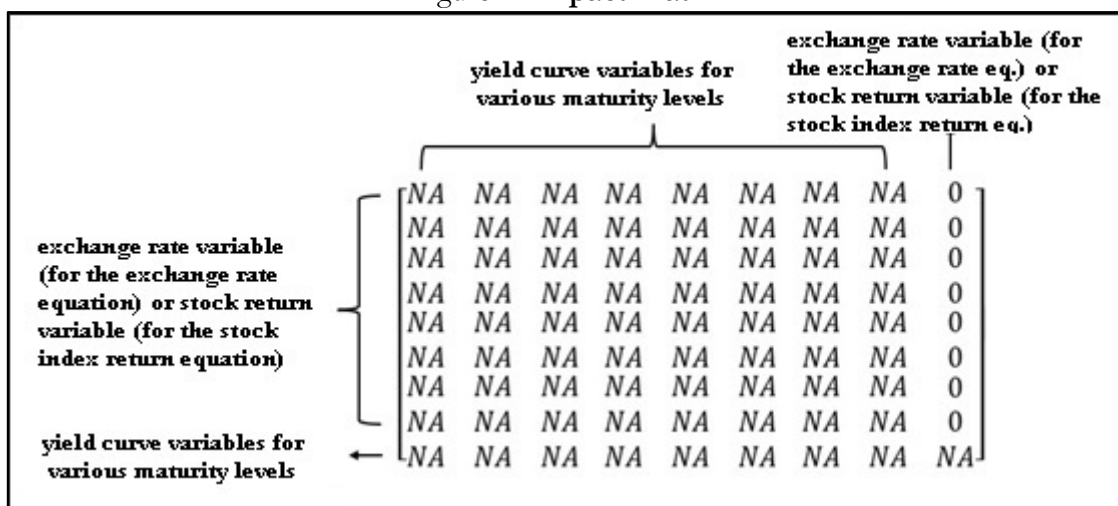 exchange rate variable (for
the exchange rate eq.) or
stock return variable (for the
stock index return eq.)
yield curve variables for
various maturity levels
NA NA NA NA NA NA NA NA 0
NA NA NA NA NA NA NA NA 0
NA NA NA NA NA NA NA NA 0
NA NA NA NA NA NA NA NA 0
NA NA NA NA NA NA NA NA 0
NA NA NA NA NA NA NA NA 0
NA NA NA NA NA NA NA NA 0
NA NA NA NA NA NA NA NA 0
NA NA NA NA NA NA NA NA NA
exchange rate variable
(for the exchange rate
equation) or stock return
variable (for the stock
index return equation)
yield curve variables for
various maturity levels